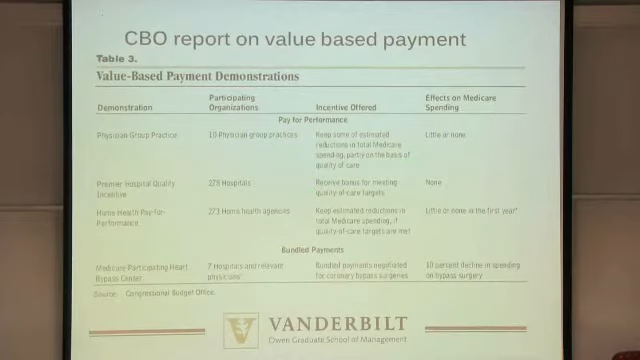 CBO report on value based payment
Table 3.
Value-Based Payment Demonstrations
Demonstration Participating Organizations Incentive Offered Effects on Medicare Spending
Pay for Performance
Physician Group Practice 10 Physician group practices Keep some of estimated reductions in total Medicare spending, partly on the basis of quality of care Little or none
Premier Hospital Quality Incentive 278 Hospitals Receive bonus for meeting quality-of-care targets None
Home Health Pay-for-Performance 273 Home health agencies Keep estimated reductions in total Medicare spending, if quality-of-care targets are met Little or none in the first year*
Bundled Payments
Medicare Participating Heart Bypass Center 7 Hospitals and relevant physicians Bundled payments negotiated for coronary bypass surgeries 10 percent decline in spending on bypass surgery
Source: Congressional Budget Office.
V
VANDERBILT
Owen Graduate School of Management